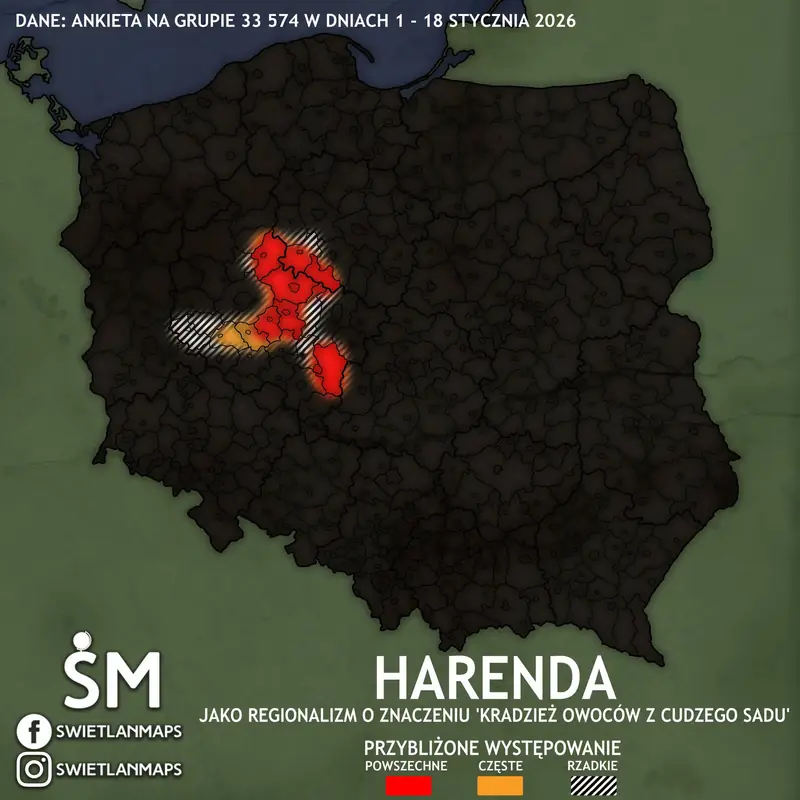 DANE: ANKIETA NA GRUPIE 33 574 W DNIACH 1 - 18 STYCZNIA 2026
ŚM
SWIETLANMAPS
SWIETLANMAPS
HARENDA
JAKO REGIONALIZM O ZNACZENIU 'KRADZIEŻ OWOCÓW Z CUDZEGO SADU'
PRZYBLIŻONE WYSTĘPOWANIE
POWSZECHNE CZĘSTE RZADKIE